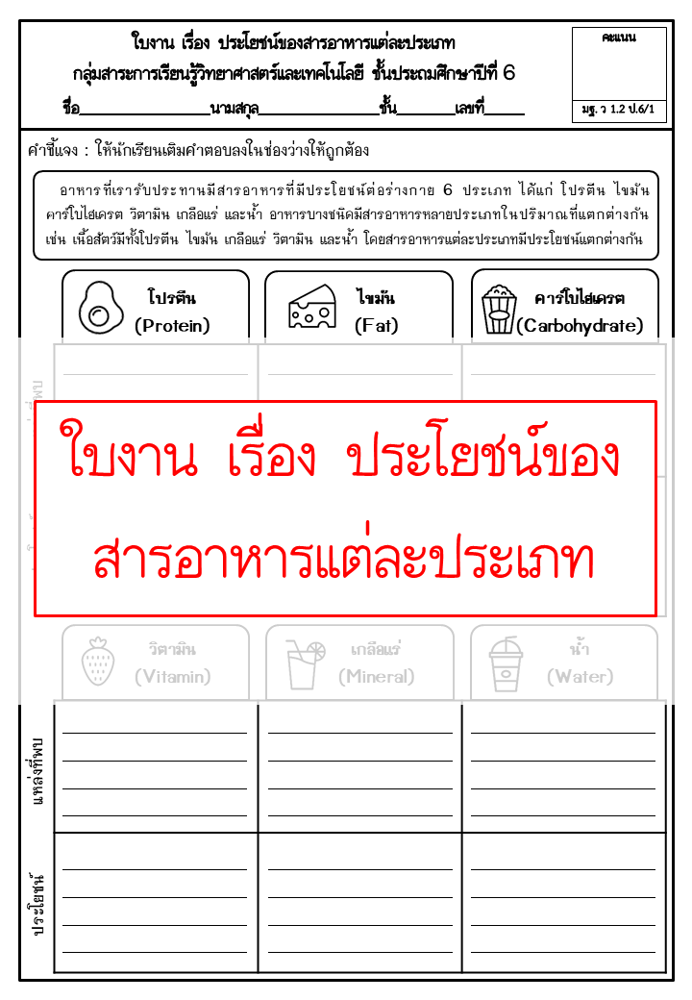 ใบงาน เรื่อง ประโยชน์ของสารอาหารแต่ละประเภท
กลุ่มสาระการเรียนรู้วิทยาศาสตร์และเทคโนโลยี ชั้นประถมศึกษาปีที่ 6
ชื่อ________________นามสกุล________________ชั้น________เลขที่______
คะแนน
มฐ. ว 1.2 ป.6/1
คำชี้แจง : ให้นักเรียนเติมคำตอบลงในช่องว่างให้ถูกต้อง
อาหารที่เรารับประทานมีสารอาหารที่มีประโยชน์ต่อร่างกาย 6 ประเภท ได้แก่ โปรตีน ไขมัน
คาร์โบไฮเดรต วิตามิน เกลือแร่ และน้ำ อาหารบางชนิดมีสารอาหารหลายประเภทในปริมาณที่แตกต่างกัน
เช่น เนื้อสัตว์มีทั้งโปรตีน ไขมัน เกลือแร่ วิตามิน และน้ำ โดยสารอาหารแต่ละประเภทมีประโยชน์แตกต่างกัน
โปรตีน
(Protein)
ไขมัน
(Fat)
คาร์โบไฮเดรต
(Carbohydrate)
ใบงาน เรื่อง ประโยชน์ของ
สารอาหารแต่ละประเภท
วิตามิน
(Vitamin)
เกลือแร่
(Mineral)
น้ำ
(Water)
แหล่งที่พบ
ประโยชน์